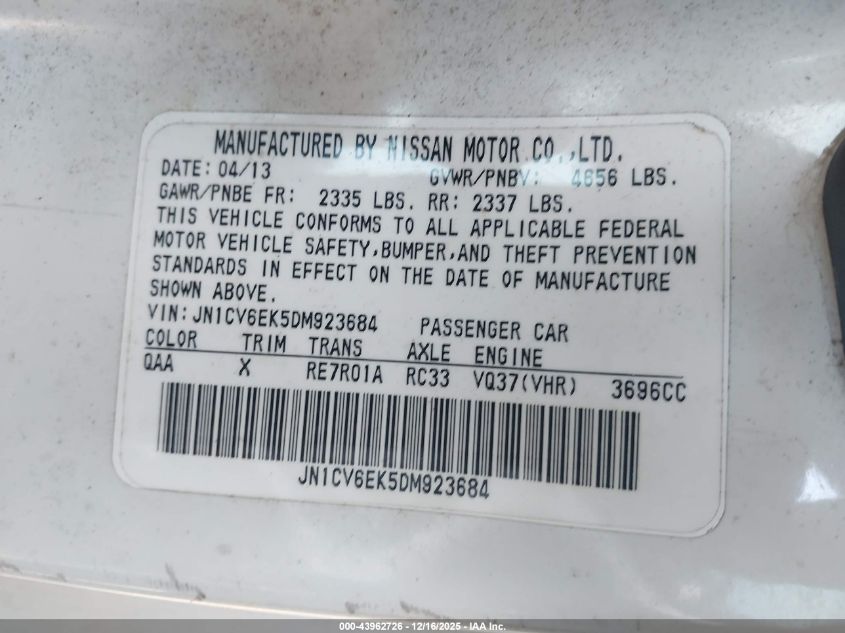 MANUFACTURED BY NISSAN MOTOR CO.,LTD.
DATE: 04/13 GVWR/PNBV: 4656 LBS.
GAWR/PNBE FR: 2335 LBS. RR: 2337 LBS.
THIS VEHICLE CONFORMS TO ALL APPLICABLE FEDERAL
MOTOR VEHICLE SAFETY,BUMPER,AND THEFT PREVENTION
STANDARDS IN EFFECT ON THE DATE OF MANUFACTURE
SHOWN ABOVE.
VIN:JN1CV6EK5DM923684 PASSENGER CAR
COLOR TRIM TRANS AXLE ENGINE
QAA X RE7R01A RC33 VQ37(VHR) 3696CC
JN1CV6EK5DM923684
000-43962726 - 12/16/2025 - IAA Inc.